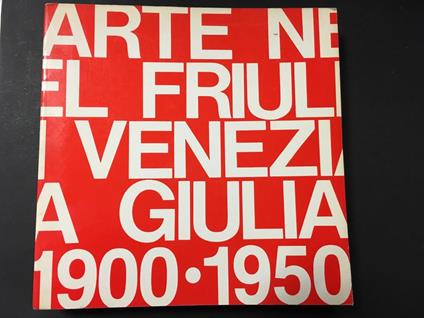 ARTE NE
EL FRIULI
I VENEZIA
A GIULIA
1900•1950